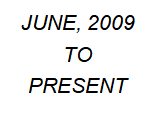 JUNE, 2009
TO
PRESENT